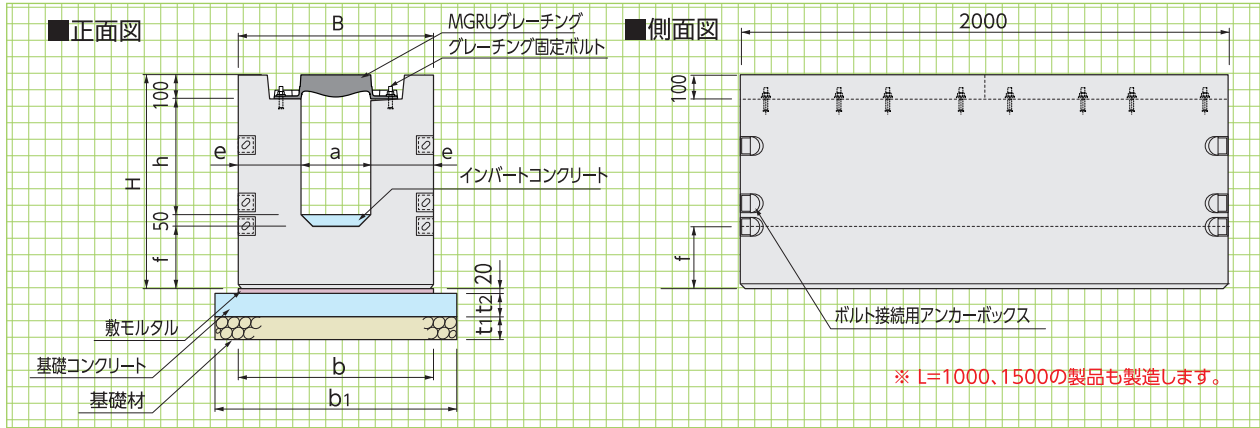 ■正面図
B
MGRUグレーチング
グレーチング固定ボルト
100
h
H
50
f
e
a
e
インバートコンクリート
20
t2
t1
敷モルタル
基礎コンクリート
基礎材
b
b1
■側面図
2000
100
f
ボルト接続用アンカーボックス
※ L=1000、1500の製品も製造します。